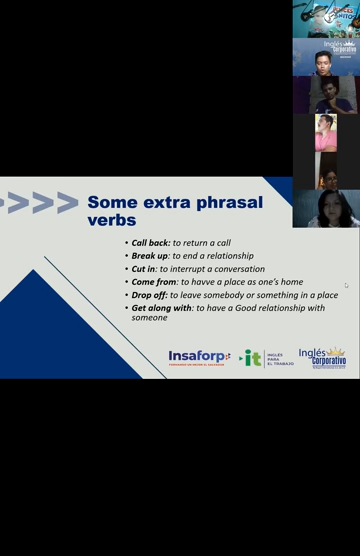 Inglés
Corporativo
Some extra phrasal
verbs
• Call back: to return a call
• Break up: to end a relationship
• Cut in: to interrupt a conversation
• Come from: to havve a place as one's home
• Drop off: to leave somebody or something in a place
• Get along with: to have a Good relationship with
someone
Insaforp
it
INGLÉS
PARA
EL TRABAJO
Inglés
Corporativo